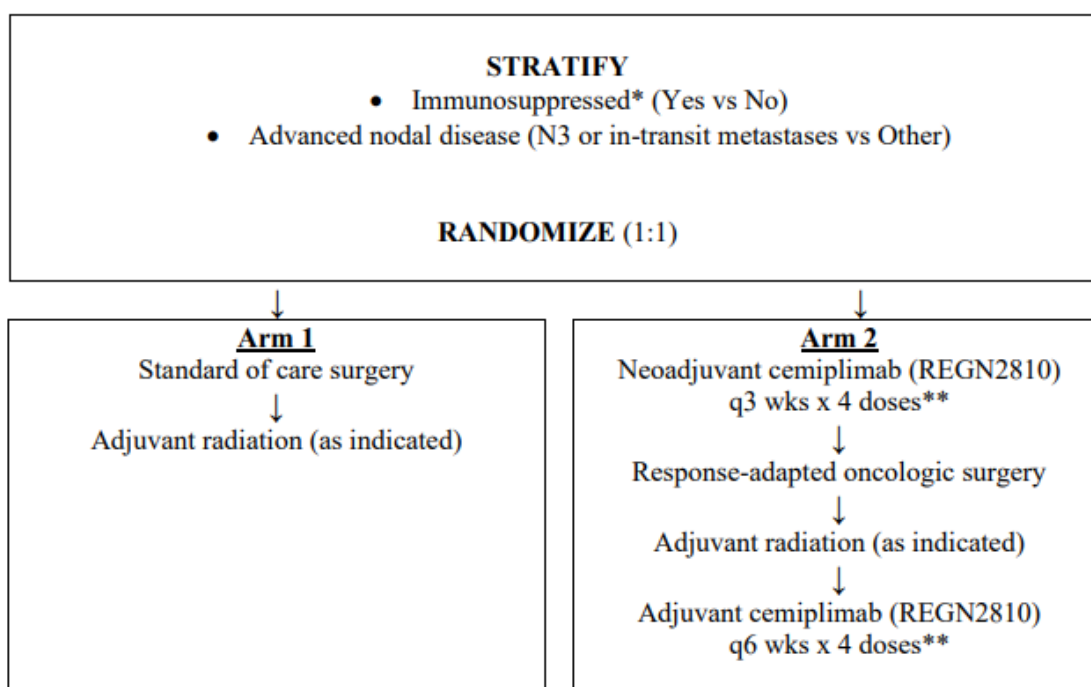 STRATIFY
• Immunosuppressed* (Yes vs No)
• Advanced nodal disease (N3 or in-transit metastases vs Other)
RANDOMIZE (1:1)
↓
↓
Arm 1
Standard of care surgery
↓
Adjuvant radiation (as indicated)
Arm 2
Neoadjuvant cemiplimab (REGN2810)
q3 wks x 4 doses**
↓
Response-adapted oncologic surgery
↓
Adjuvant radiation (as indicated)
↓
Adjuvant cemiplimab (REGN2810)
q6 wks x 4 doses**